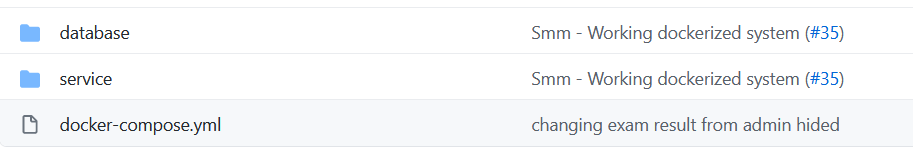 database Smm - Working dockerized system (#35)
service Smm - Working dockerized system (#35)
docker-compose.yml changing exam result from admin hided